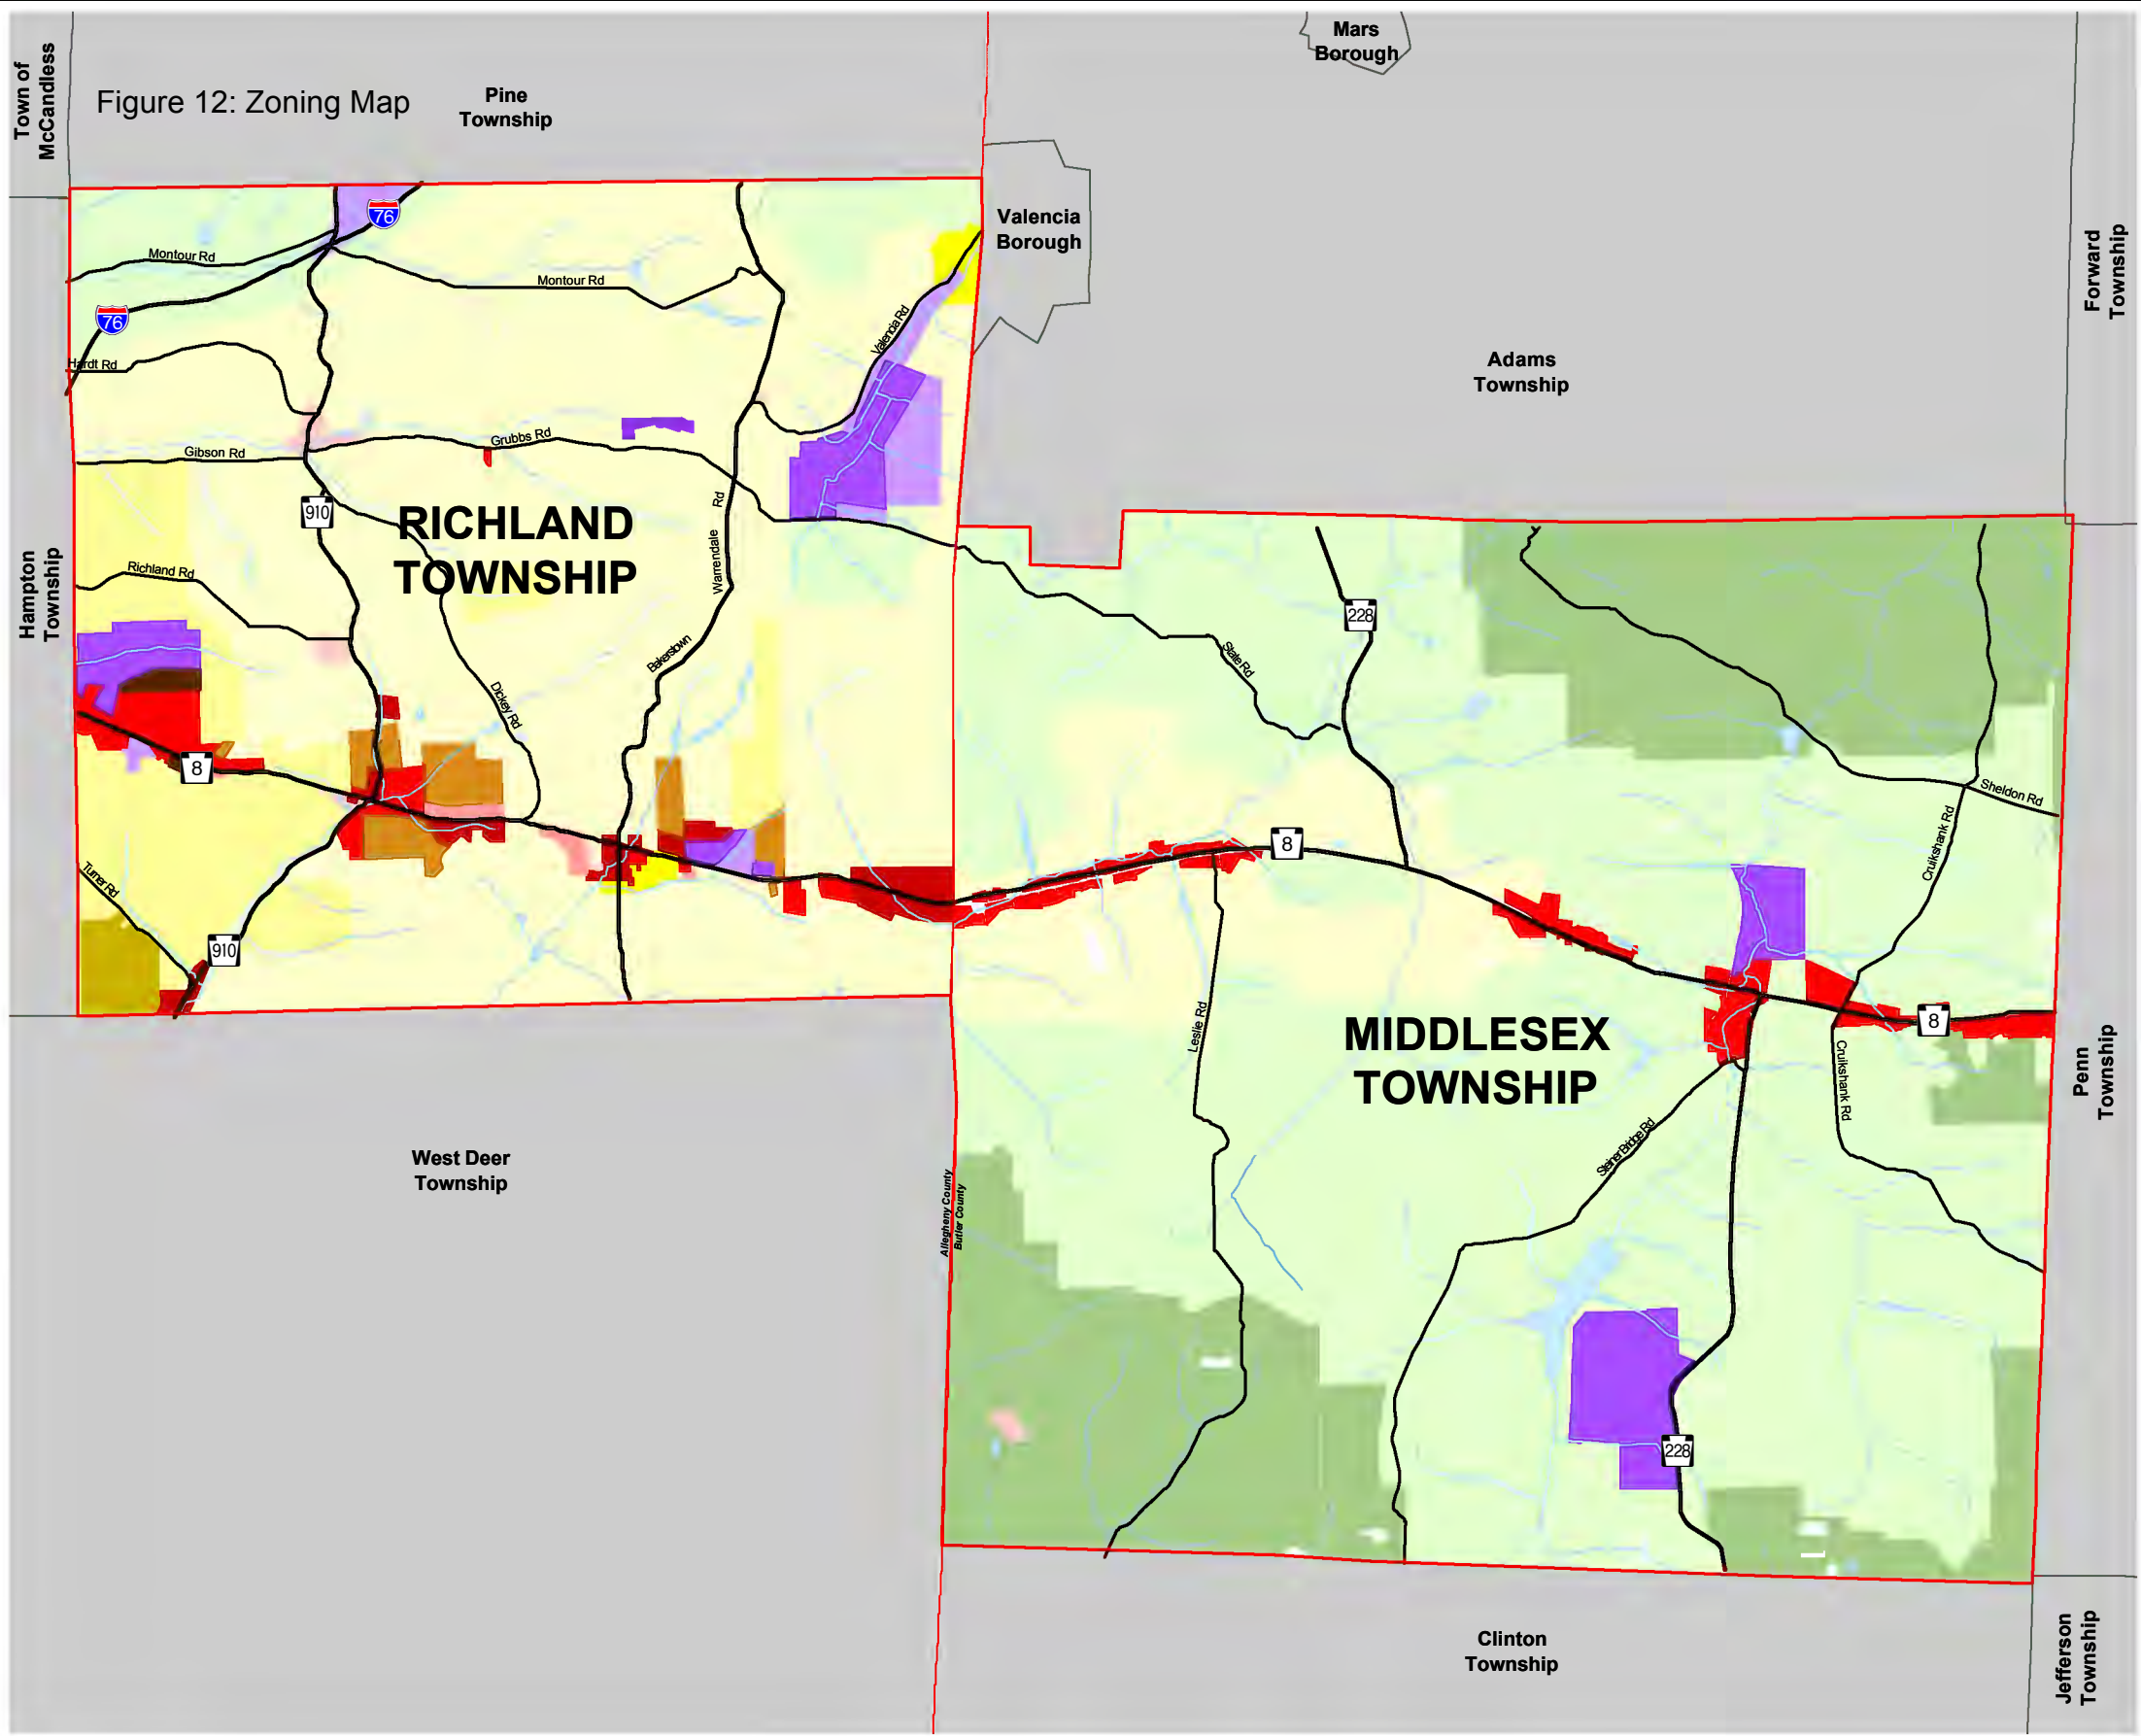 Mars
Borough
Town of
McCandless
Figure 12: Zoning Map
Pine
Township
76
Valencia
Borough
Forward
Township
Montour Rd
Montour Rd
76
Valencia Rd
Hardt Rd
Adams
Township
Grubbs Rd
Gibson Rd
910
RICHLAND
TOWNSHIP
Warrendale Rd
Hampton
Township
Richland Rd
228
State Rd
Bakerstown
Dickey Rd
8
Sheldon Rd
Cruikshank Rd
8
Turner Rd
910
Leslie Rd
8
MIDDLESEX
TOWNSHIP
Cruikshank Rd
Penn
Township
Steiner Bridge Rd
West Deer
Township
Allegheny County
Butler County
228
Clinton
Township
Jefferson
Township